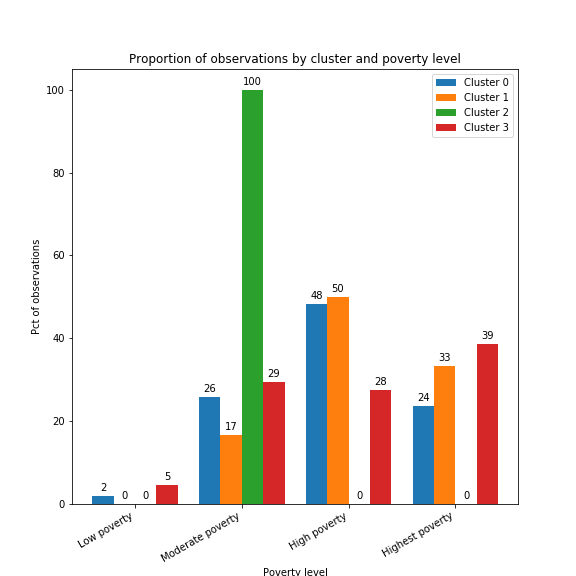 Proportion of observations by cluster and poverty level
Cluster 0
Cluster 1
Cluster 2
Cluster 3
Pct of observations
100
80
60
40
20
0
2
0
0
5
26
17
100
29
48
50
0
28
24
33
0
39
Low poverty
Moderate poverty
High poverty
Highest poverty
Poverty level